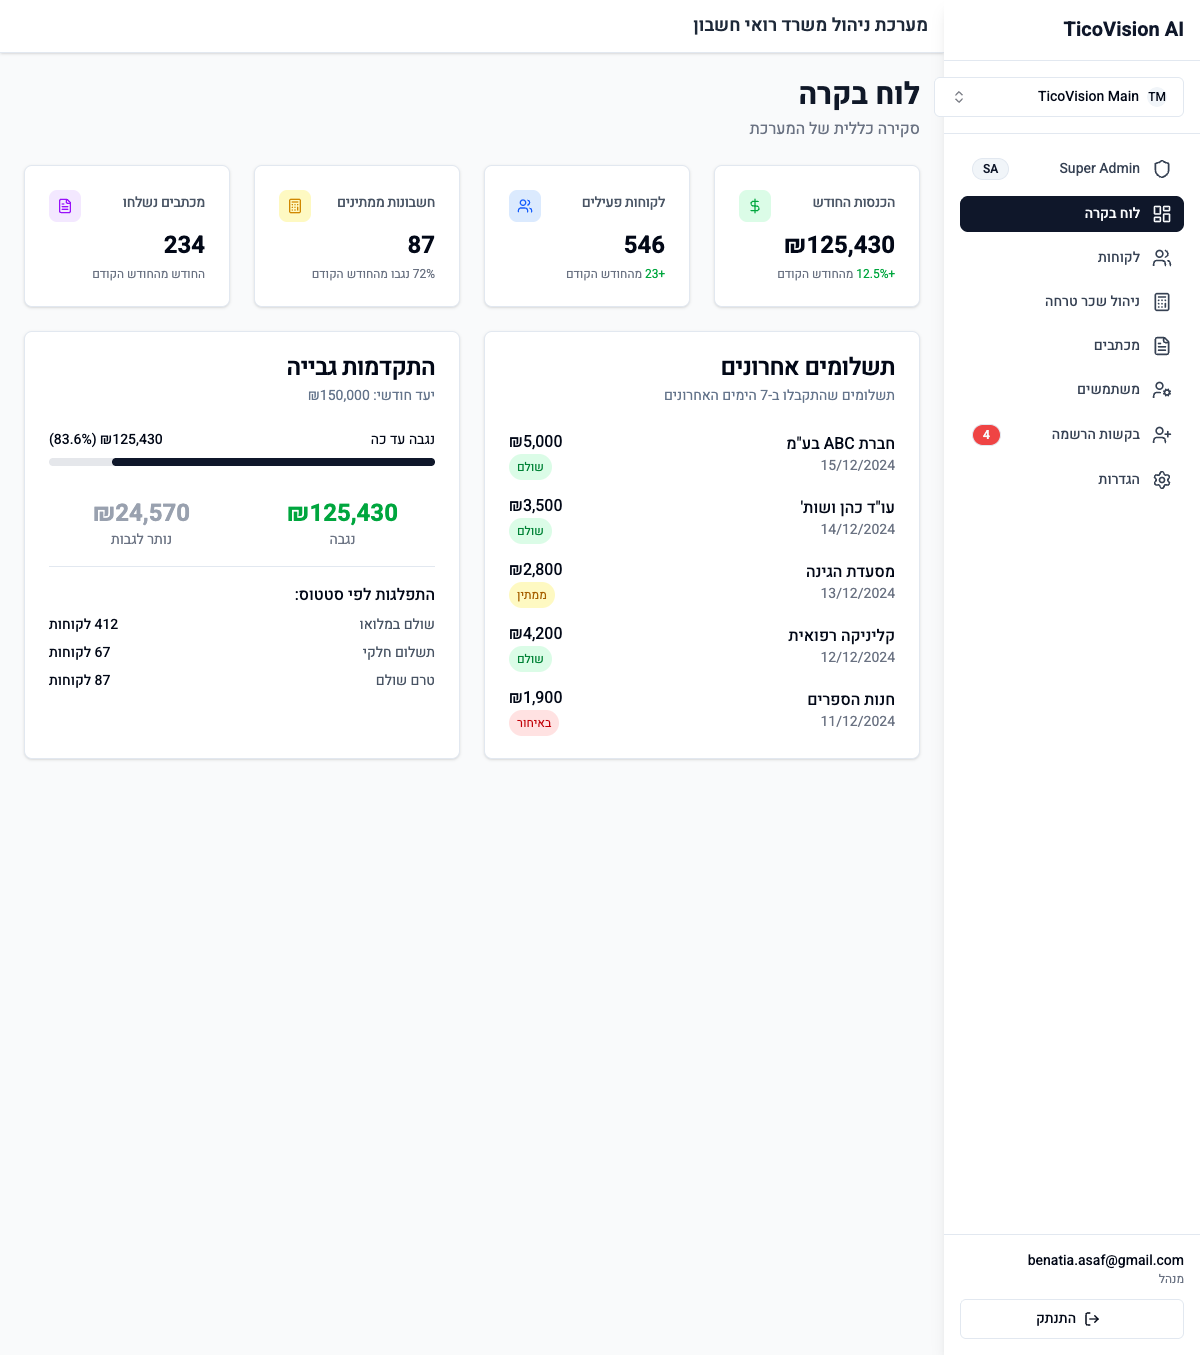 TicoVision AI
TM TicoVision Main
Super Admin SA
לוח בקרה
לקוחות
ניהול שכר טרחה
מכתבים
משתמשים
בקשות הרשמה 4
הגדרות
benatia.asaf@gmail.com
מנהל
התנתק
מערכת ניהול משרד רואי חשבון
לוח בקרה
סקירה כללית של המערכת
הכנסות החודש
₪125,430
+12.5% מהחודש הקודם
לקוחות פעילים
546
+23 מהחודש הקודם
חשבונות ממתינים
87
72% נגבו מהחודש הקודם
מכתבים נשלחו
234
החודש מהחודש הקודם
תשלומים אחרונים
תשלומים שהתקבלו ב-7 הימים האחרונים
חברת ABC בע"מ ₪5,000
15/12/2024 שולם
עו"ד כהן ושות' ₪3,500
14/12/2024 שולם
מסעדת הגינה ₪2,800
13/12/2024 ממתין
קליניקה רפואית ₪4,200
12/12/2024 שולם
חנות הספרים ₪1,900
11/12/2024 באיחור
התקדמות גבייה
יעד חודשי: ₪150,000
נגבה עד כה ₪125,430 (83.6%)
₪125,430 ₪24,570
נגבה נותר לגבות
התפלגות לפי סטטוס:
שולם במלואו 412 לקוחות
תשלום חלקי 67 לקוחות
טרם שולם 87 לקוחות